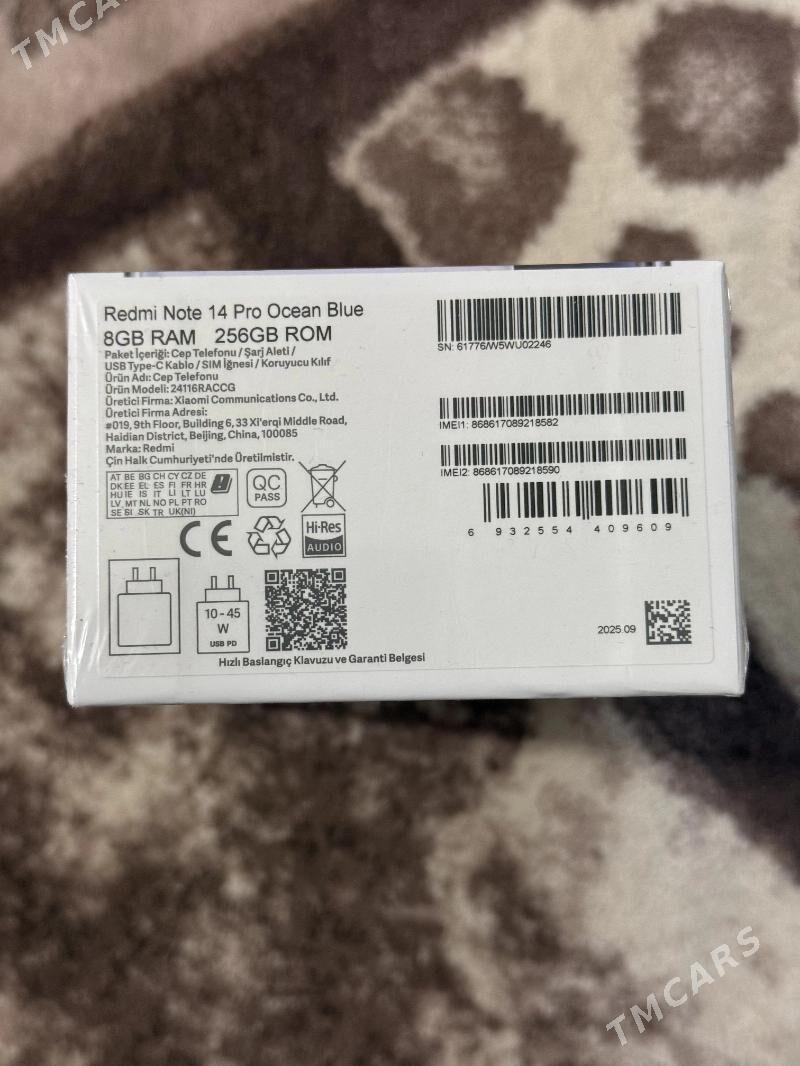 TMCARS
Redmi Note 14 Pro Ocean Blue
8GB RAM 256GB ROM
Paket İçeriği: Cep Telefonu / Şarj Aleti /
USB Type-C Kablo / SIM İğnesi / Koruyucu Kılıf
Ürün Adı: Cep Telefonu
Ürün Modeli: 24116RACCG
Üretici Firma: Xiaomi Communications Co., Ltd.
Üretici Firma Adresi:
#019, 9th Floor, Building 6, 33 Xi'erqi Middle Road,
Haidian District, Beijing, China, 100085
Marka: Redmi
Çin Halk Cumhuriyeti'nde Üretilmistir.
AT BE BG CH CY CZ DE
DK EE EL ES FI FR HR
HU IE IS IT LI LT LU
LV MT NL NO PL PT RO
SE SI SK TR UK(NI)
QC
PASS
CE
Hi-Res
AUDIO
10 - 45
W
USB PD
Hızlı Baslangıç Klavuzu ve Garanti Belgesi
SN: 61776/W5WU02246
IMEI1: 868617089218582
IMEI2: 868617089218590
6 932554 409609
2025.09
TMCARS